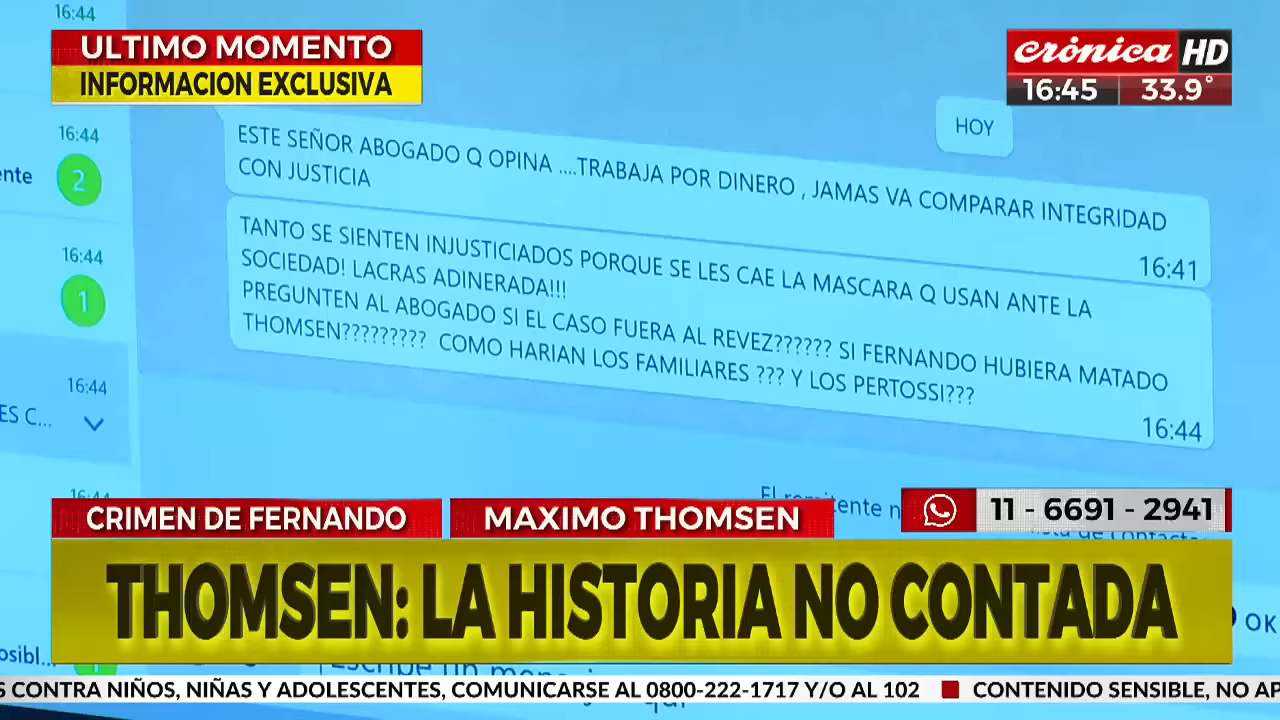 16:44
ULTIMO MOMENTO
INFORMACION EXCLUSIVA
crónica HD
16:45 33.9°
HOY
16:44
2
ESTE SEÑOR ABOGADO Q OPINA ....TRABAJA POR DINERO , JAMAS VA COMPARAR INTEGRIDAD
CON JUSTICIA
16:41
16:44
1
TANTO SE SIENTEN INJUSTICIADOS PORQUE SE LES CAE LA MASCARA Q USAN ANTE LA
SOCIEDAD! LACRAS ADINERADA!!!
PREGUNTEN AL ABOGADO SI EL CASO FUERA AL REVEZ?????? SI FERNANDO HUBIERA MATADO
THOMSEN????????? COMO HARIAN LOS FAMILIARES ??? Y LOS PERTOSSI???
16:44
16:44
ES C...
16:44
CRIMEN DE FERNANDO
MAXIMO THOMSEN
11 - 6691 - 2941
THOMSEN: LA HISTORIA NO CONTADA
OK
S CONTRA NIÑOS, NIÑAS Y ADOLESCENTES, COMUNICARSE AL 0800-222-1717 Y/O AL 102 CONTENIDO SENSIBLE, NO AP